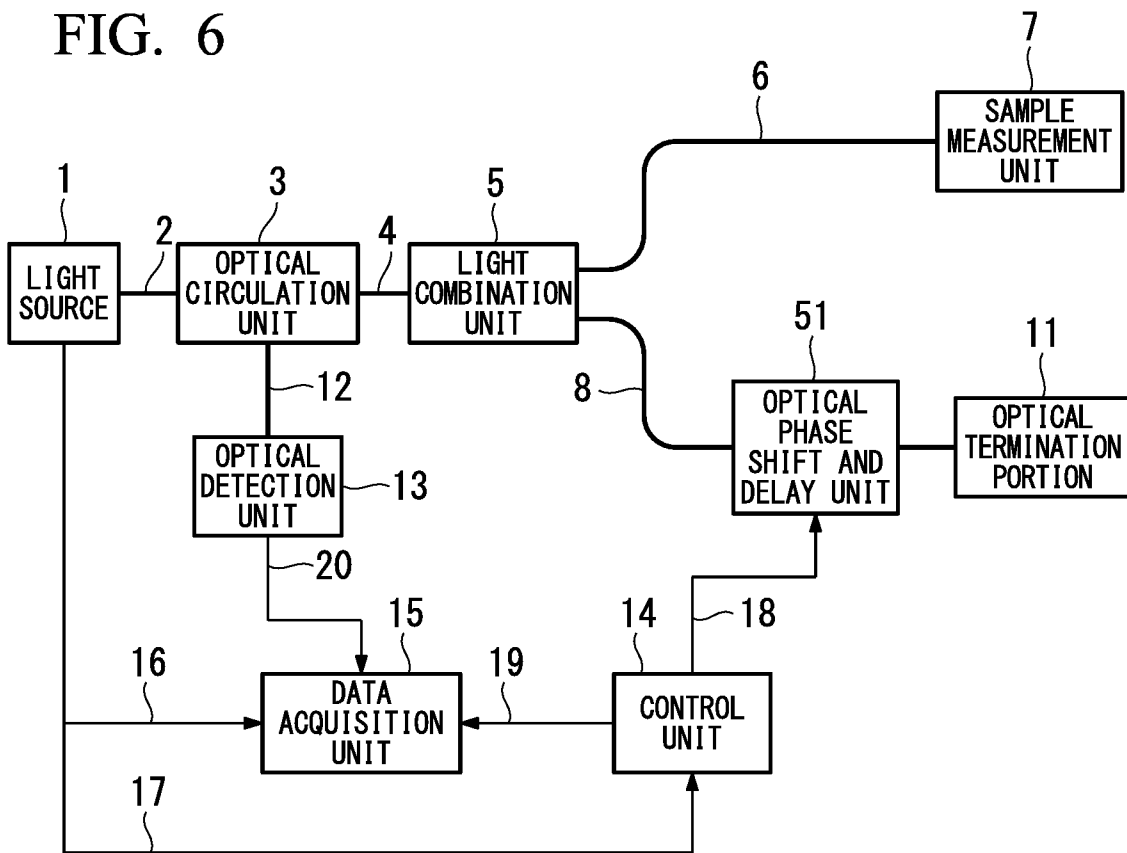 FIG. 6
7
6
SAMPLE
MEASUREMENT
UNIT
1
3
5
2
4
LIGHT
SOURCE
OPTICAL
CIRCULATION
UNIT
LIGHT
COMBINATION
UNIT
51
11
12
8
OPTICAL
PHASE
SHIFT AND
DELAY UNIT
OPTICAL
TERMINATION
PORTION
OPTICAL
DETECTION
UNIT
13
20
15
14
18
16
19
DATA
ACQUISITION
UNIT
CONTROL
UNIT
17